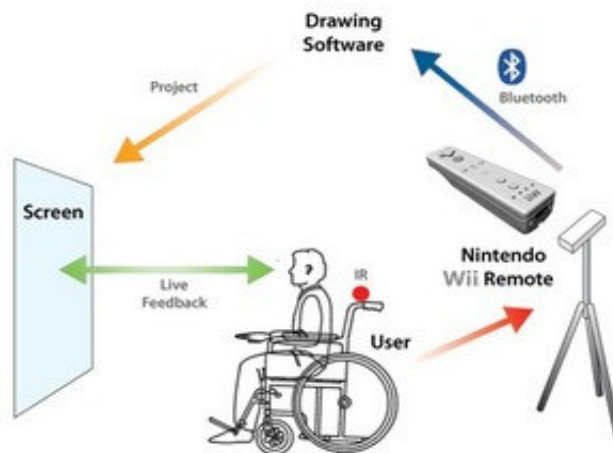 Drawing
Software
Project
Bluetooth
Screen
Live
Feedback
IR
User
Nintendo
Wii Remote